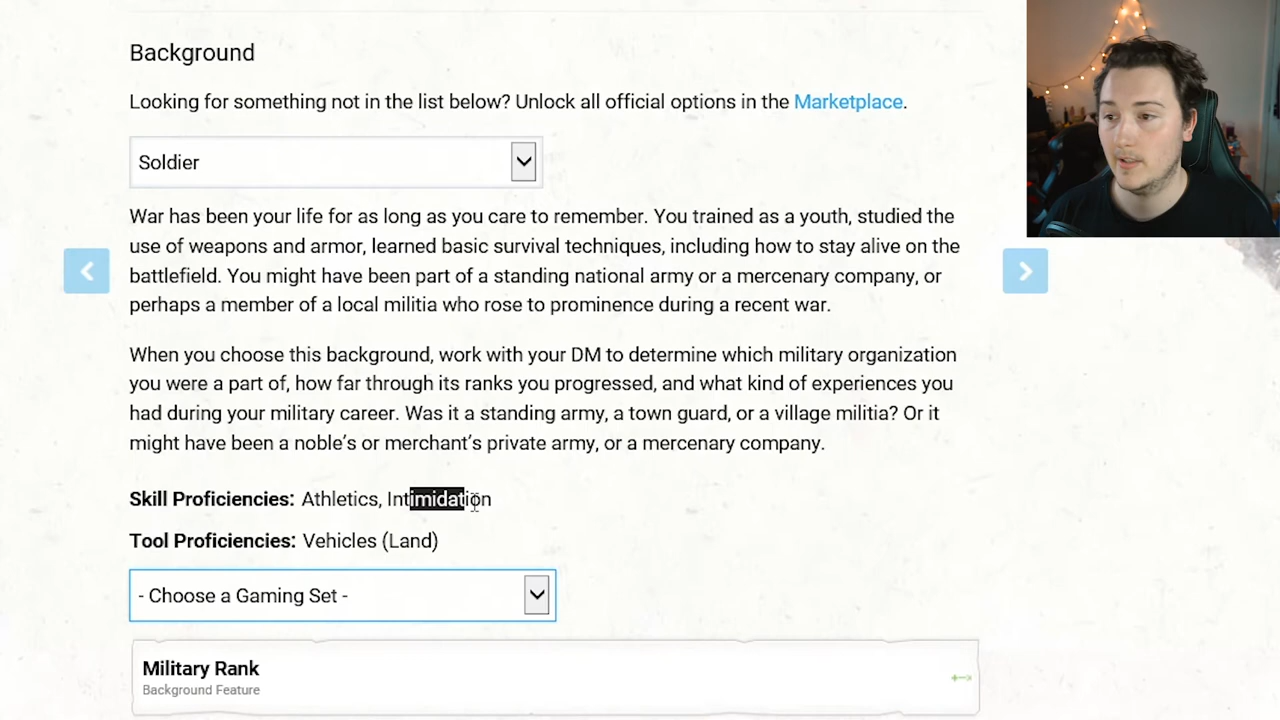 Background
Looking for something not in the list below? Unlock all official options in the Marketplace.
Soldier
War has been your life for as long as you care to remember. You trained as a youth, studied the
use of weapons and armor, learned basic survival techniques, including how to stay alive on the
battlefield. You might have been part of a standing national army or a mercenary company, or
perhaps a member of a local militia who rose to prominence during a recent war.
When you choose this background, work with your DM to determine which military organization
you were a part of, how far through its ranks you progressed, and what kind of experiences you
had during your military career. Was it a standing army, a town guard, or a village militia? Or it
might have been a noble's or merchant's private army, or a mercenary company.
Skill Proficiencies: Athletics, Intimidation
Tool Proficiencies: Vehicles (Land)
- Choose a Gaming Set -
Military Rank
Background Feature